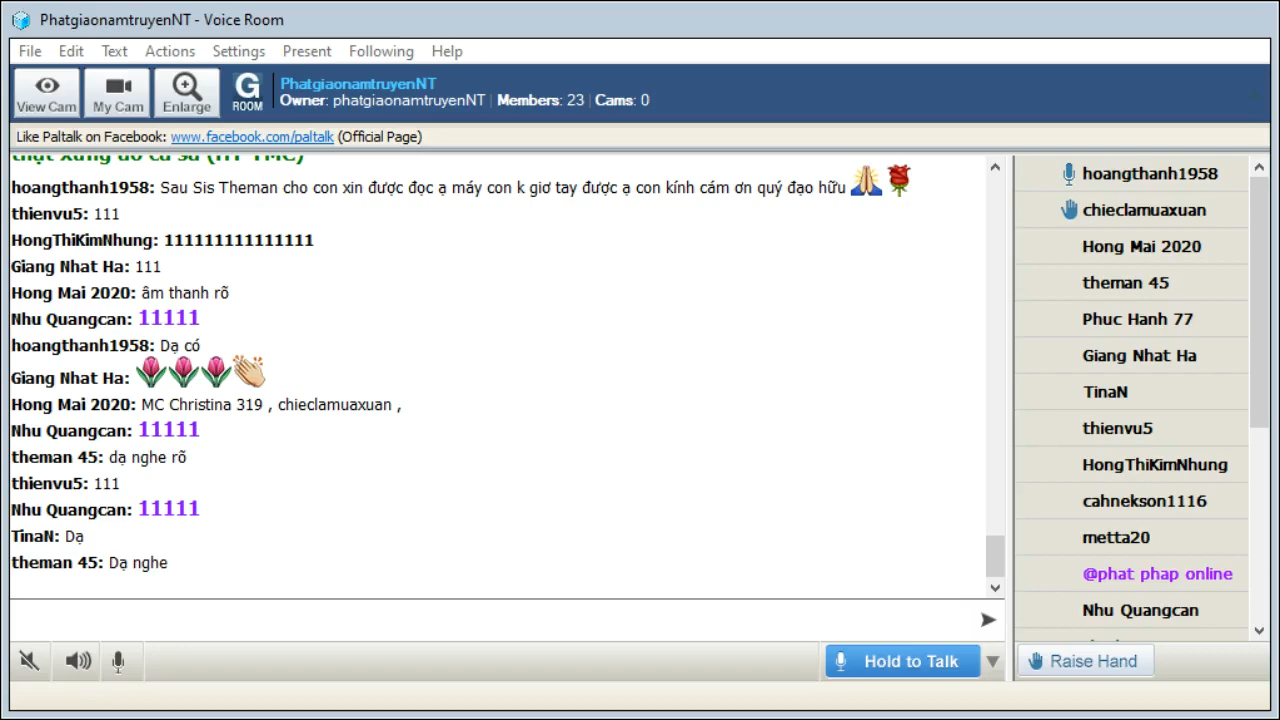 PhatgiaonamtruyenNT - Voice Room
File Edit Text Actions Settings Present Following Help
View Cam My Cam Enlarge G ROOM
PhatgiaonamtruyenNT
Owner: phatgiaonamtruyenNT | Members: 23 | Cams: 0
Like Paltalk on Facebook: www.facebook.com/paltalk (Official Page)
hoangthanh1958: Sau Sis Theman cho con xin được đọc ạ máy con k giơ tay được ạ con kính cám ơn quý đạo hữu
thienvu5: 111
HongThiKimNhung: 111111111111111
Giang Nhat Ha: 111
Hong Mai 2020: âm thanh rõ
Nhu Quangcan: 11111
hoangthanh1958: Dạ có
Giang Nhat Ha:
Hong Mai 2020: MC Christina 319 , chieclamuaxuan ,
Nhu Quangcan: 11111
theman 45: dạ nghe rõ
thienvu5: 111
Nhu Quangcan: 11111
TinaN: Dạ
theman 45: Dạ nghe
Hold to Talk
hoangthanh1958
chieclamuaxuan
Hong Mai 2020
theman 45
Phuc Hanh 77
Giang Nhat Ha
TinaN
thienvu5
HongThiKimNhung
cahnekson1116
metta20
@phat phap online
Nhu Quangcan
Raise Hand